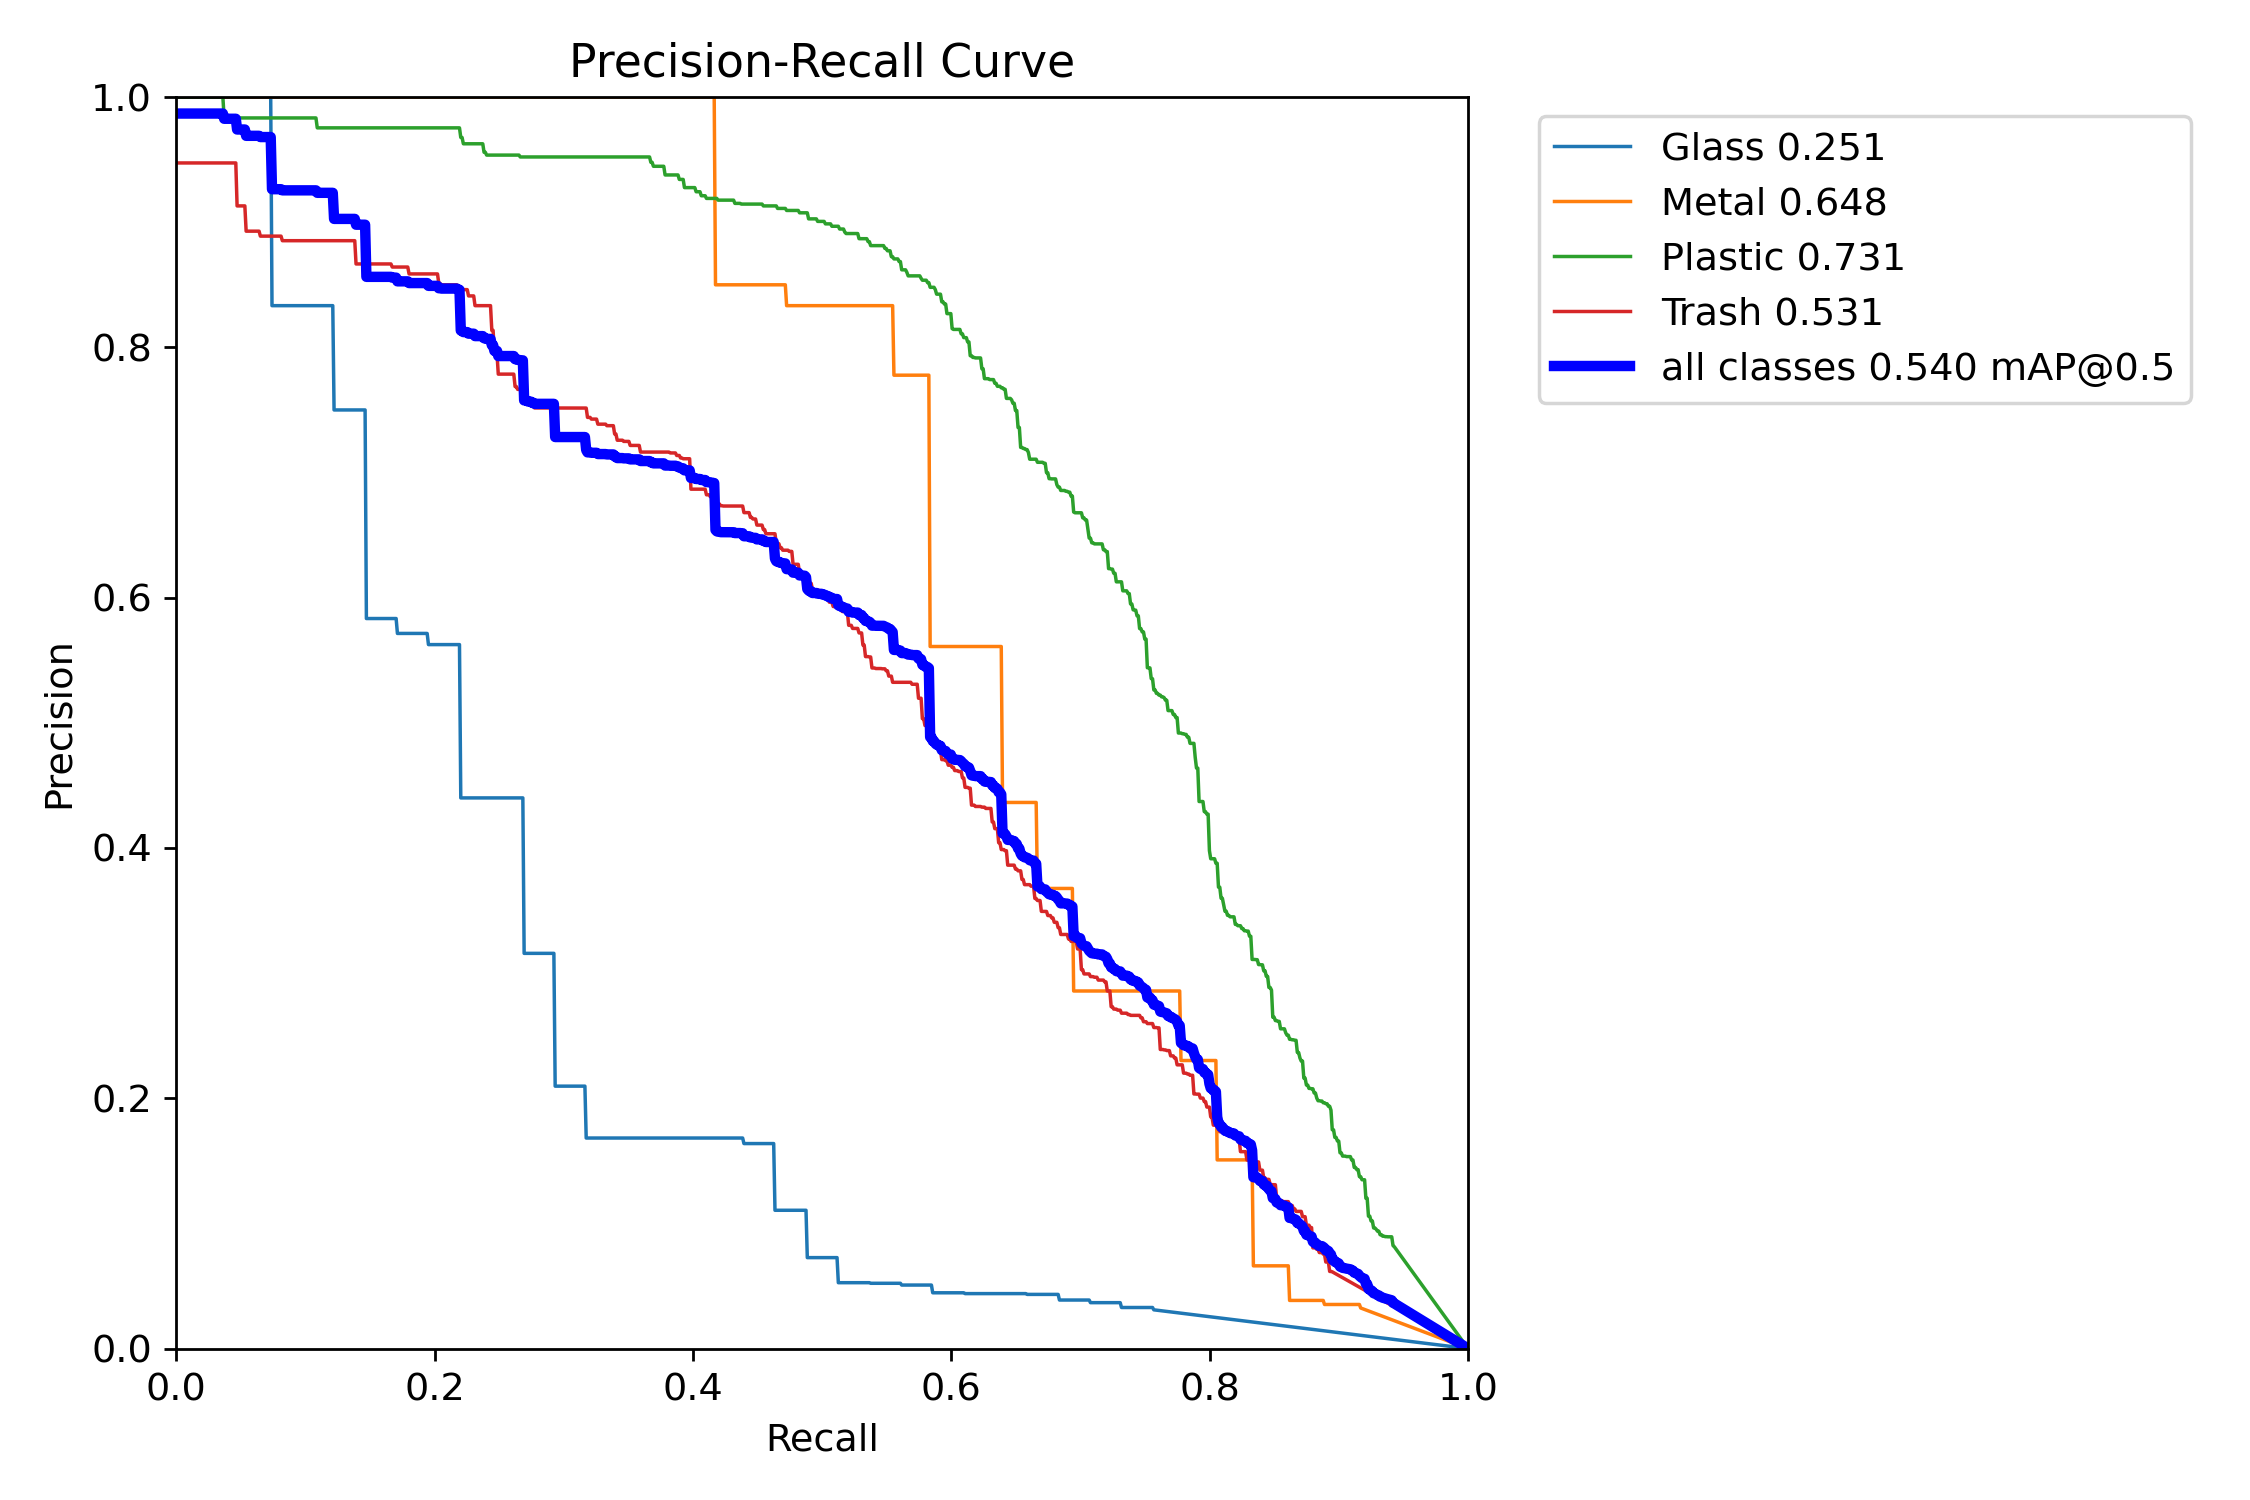 Precision-Recall Curve
1.0
0.8
0.6
0.4
0.2
0.0
Precision
0.0 0.2 0.4 0.6 0.8 1.0
Recall
Glass 0.251
Metal 0.648
Plastic 0.731
Trash 0.531
all classes 0.540 mAP@0.5